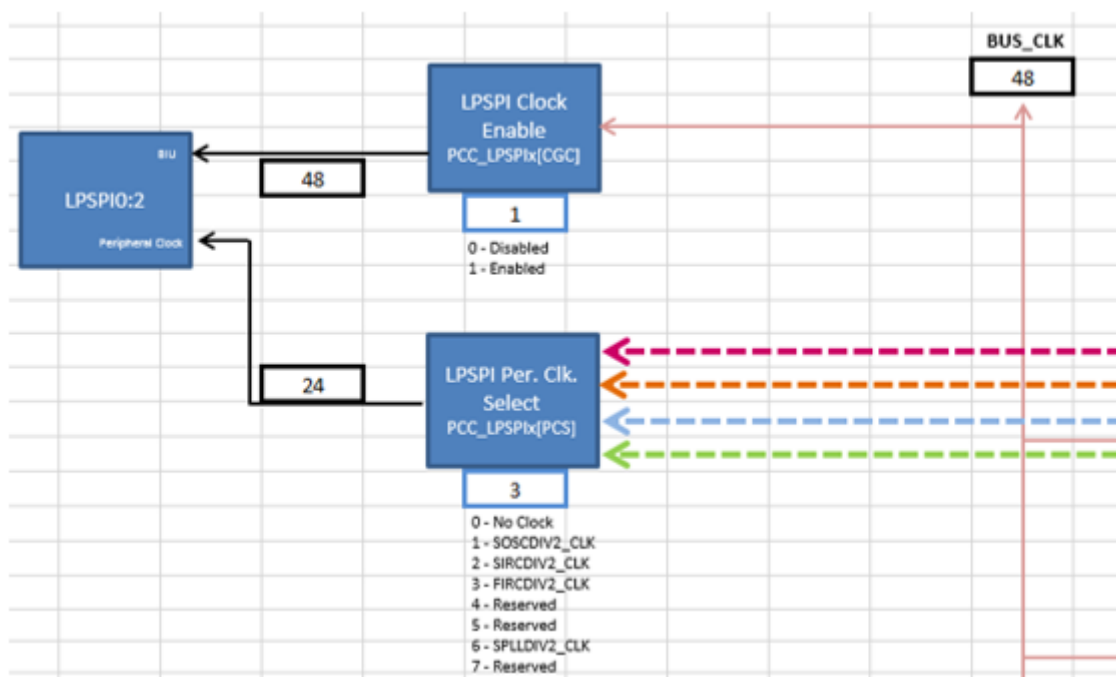 BUS_CLK
48
LPSPI Clock
Enable
PCC_LPSPIx[CGC]
BIU
48
LPSPI0:2
1
Peripheral Clock
0 - Disabled
1 - Enabled
24
LPSPI Per. Clk.
Select
PCC_LPSPIx[PCS]
3
0 - No Clock
1 - SOSCDIV2_CLK
2 - SIRCDIV2_CLK
3 - FIRCDIV2_CLK
4 - Reserved
5 - Reserved
6 - SPLLDIV2_CLK
7 - Reserved